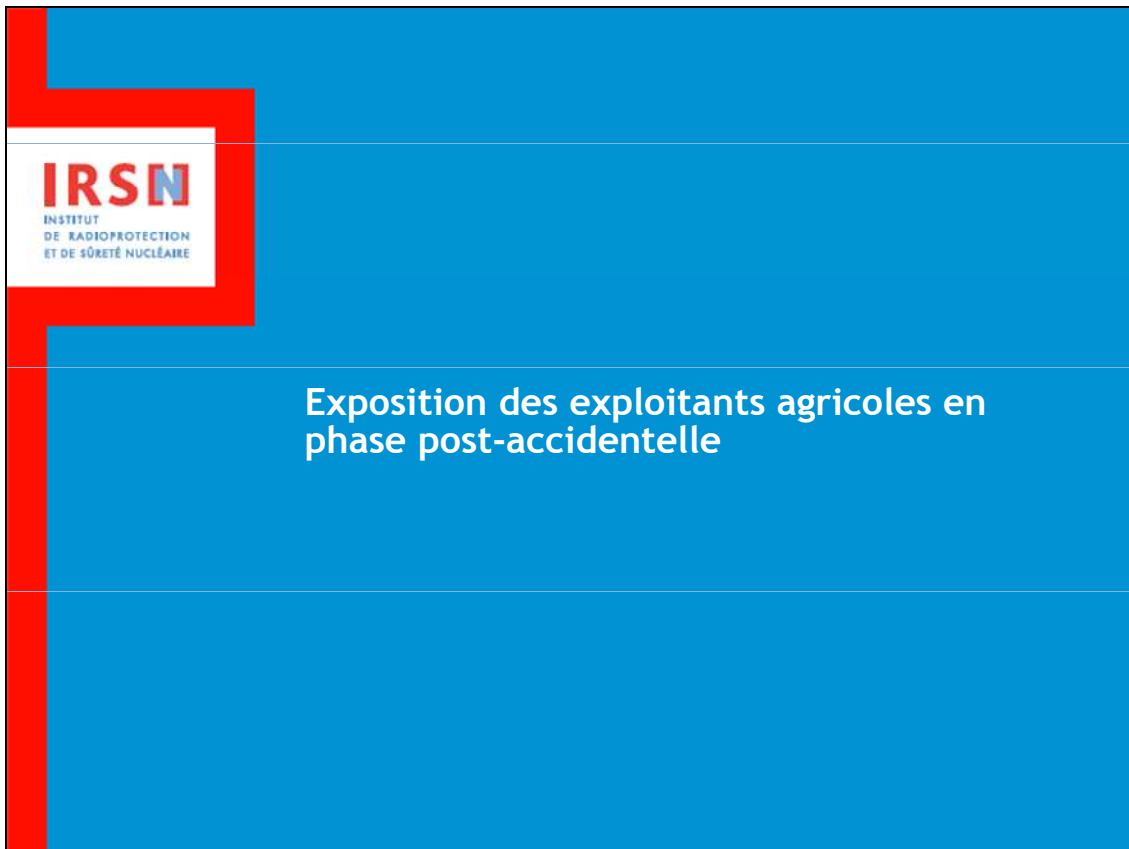 IRSN
INSTITUT
DE RADIOPROTECTION
ET DE SÛRETÉ NUCLÉAIRE
Exposition des exploitants agricoles en
phase post-accidentelle